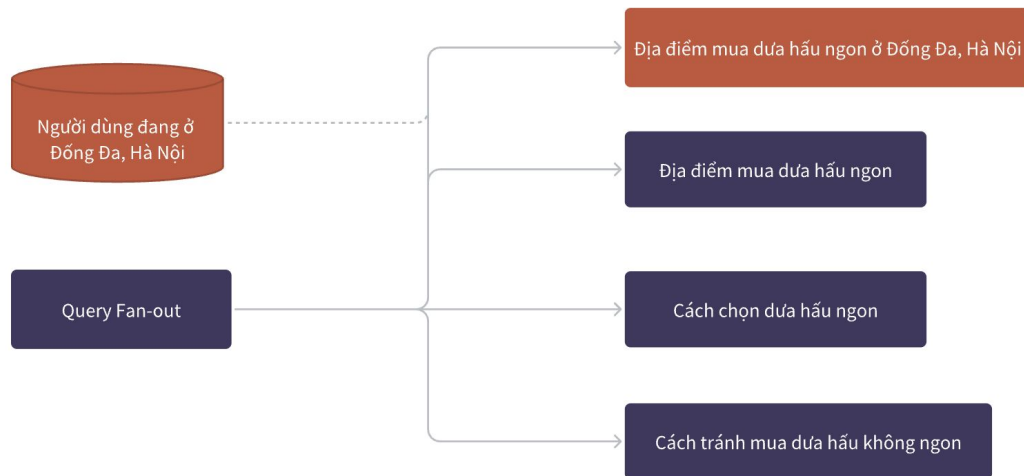 Địa điểm mua dưa hấu ngon ở Đống Đa, Hà Nội
Người dùng đang ở
Đống Đa, Hà Nội
Địa điểm mua dưa hấu ngon
Query Fan-out
Cách chọn dưa hấu ngon
Cách tránh mua dưa hấu không ngon